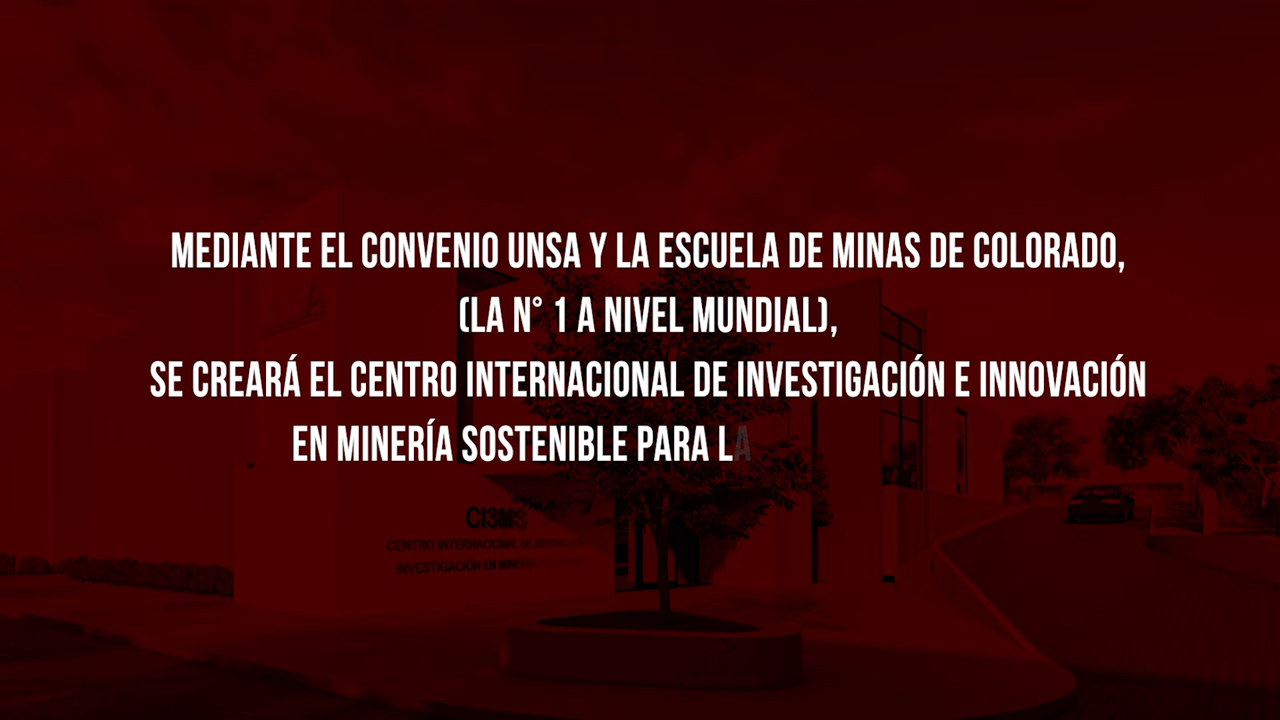 MEDIANTE EL CONVENIO UNSA Y LA ESCUELA DE MINAS DE COLORADO,
(LA N° 1 A NIVEL MUNDIAL),
SE CREARÁ EL CENTRO INTERNACIONAL DE INVESTIGACIÓN E INNOVACIÓN
EN MINERÍA SOSTENIBLE PARA LA
CI3MS
CENTRO INTERNACIONAL DE
INVESTIGACIÓN EN